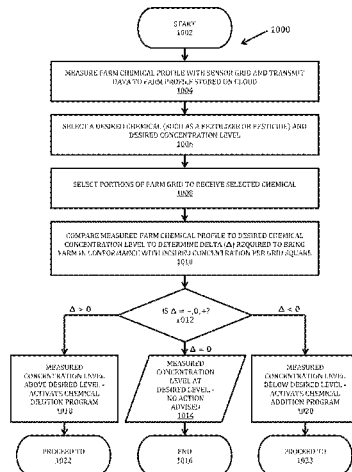 START
1002
1000
MEASURE FARM CHEMICAL PROFILE WITH SENSOR GRID AND TRANSMIT
DATA TO FARM PROFILE STORED ON CLOUD
1004
SELECT A DESIRED CHEMICAL (SUCH AS A FERTILIZER OR PESTICIDE) AND
DESIRED CONCENTRATION LEVEL
1006
SELECT PORTIONS OF FARM GRID TO RECEIVE SELECTED CHEMICAL
1008
COMPARE MEASURED FARM CHEMICAL PROFILE TO DESIRED CHEMICAL
CONCENTRATION LEVEL TO DETERMINE DELTA (Δ) REQUIRED TO BRING
FARM IN CONFORMANCE WITH DESIRED CONCENTRATION PER GRID SQUARE
1010
IS Δ = -, 0, +?
1012
Δ > 0
Δ = 0
Δ < 0
MEASURED
CONCENTRATION LEVEL
ABOVE DESIRED LEVEL -
ACTIVATE CHEMICAL
DILUTION PROGRAM
1018
MEASURED
CONCENTRATION
LEVEL AT
DESIRED LEVEL
- NO ACTION
ADVISED
1014
MEASURED
CONCENTRATION LEVEL
BELOW DESIRED LEVEL -
ACTIVATE CHEMICAL
ADDITION PROGRAM
1020
PROCEED TO
1022
END
1016
PROCEED TO